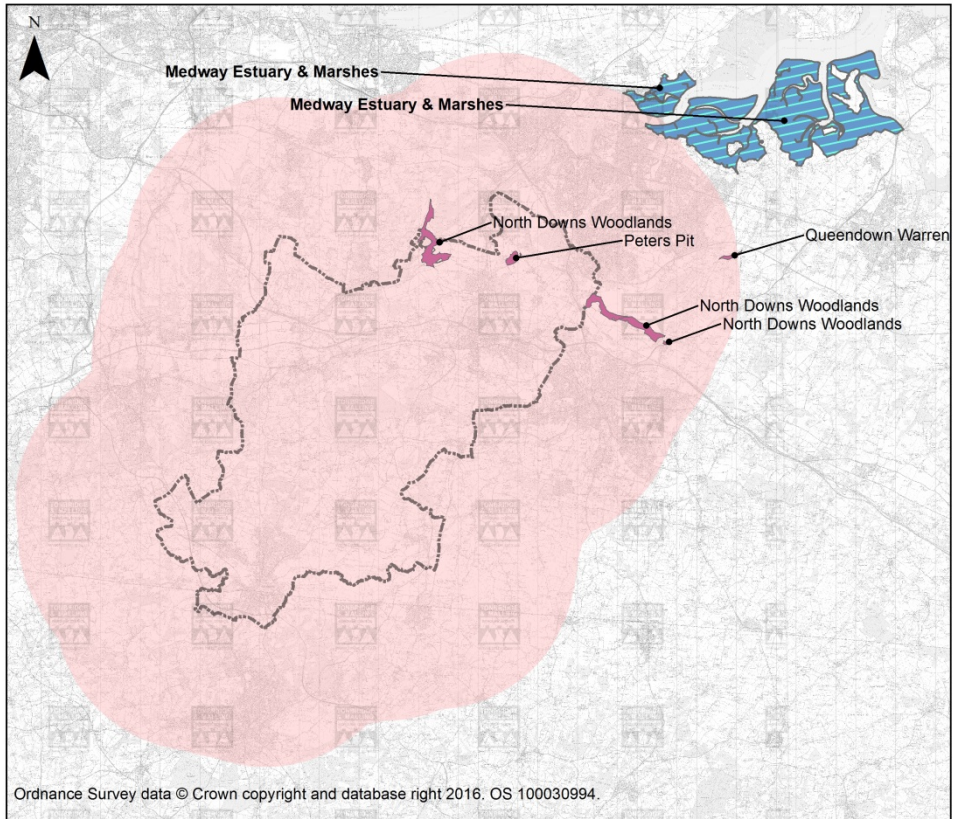 N
Medway Estuary & Marshes
Medway Estuary & Marshes
North Downs Woodlands
Peters Pit
Queendown Warren
North Downs Woodlands
North Downs Woodlands
Ordnance Survey data © Crown copyright and database right 2016. OS 100030994.